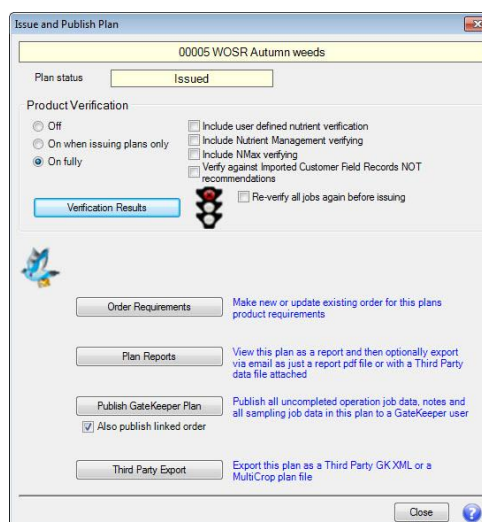 Issue and Publish Plan
00005 WOSR Autumn weeds
Plan status
Issued
Product Verification
Off
On when issuing plans only
On fully
Include user defined nutrient verification
Include Nutrient Management verifying
Include NMax verifying
Verify against Imported Customer Field Records NOT
recommendations
Verification Results
Re-verify all jobs again before issuing
Order Requirements
Make new or update existing order for this plans
product requirements
Plan Reports
View this plan as a report and then optionally export
via email as just a report pdf file or with a Third Party
data file attached
Publish GateKeeper Plan
Also publish linked order
Publish all uncompleted operation job data, notes and
all sampling job data in this plan to a GateKeeper user
Third Party Export
Export this plan as a Third Party GK XML or a
MultiCrop plan file
Close
?